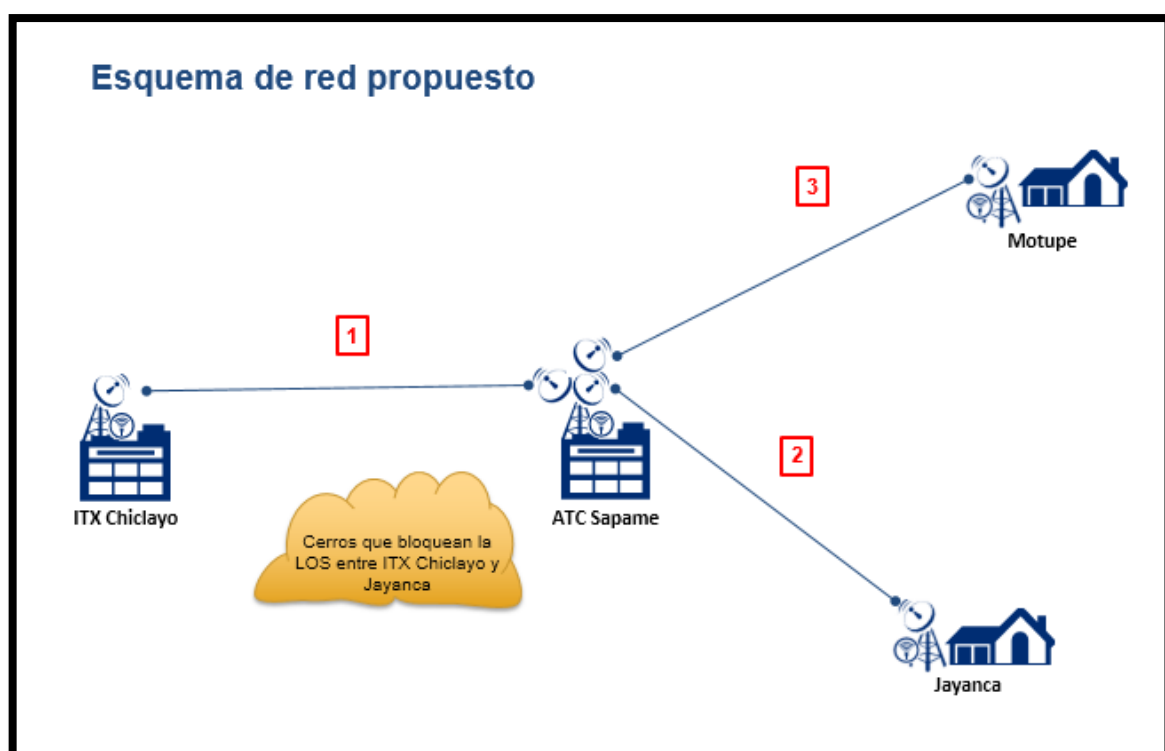 Esquema de red propuesto
3
Motupe
1
ITX Chiclayo
ATC Sapame
2
Cerros que bloquean la
LOS entre ITX Chiclayo y
Jayanca
Jayanca